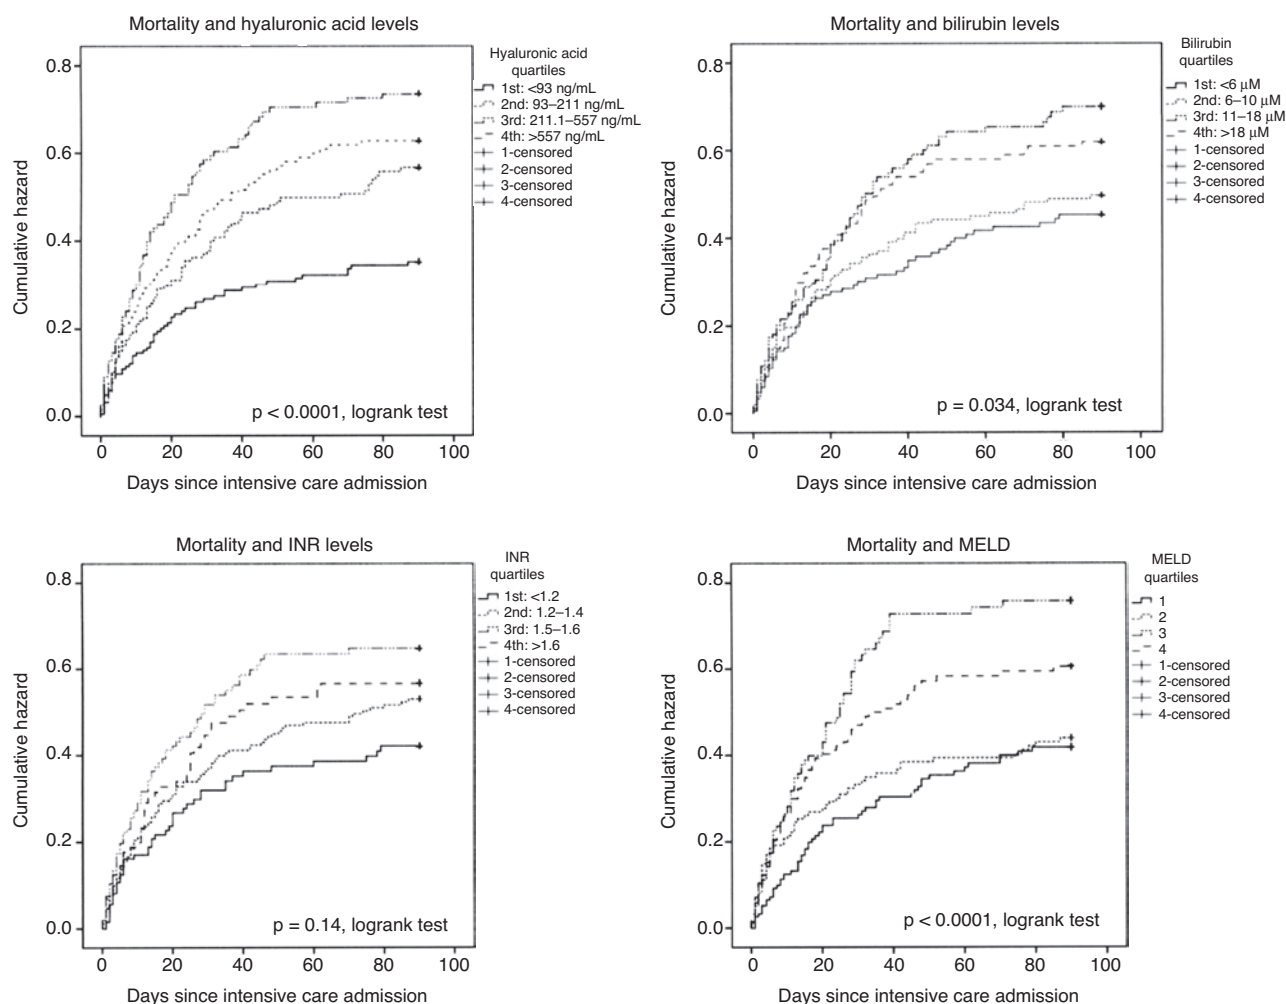 Mortality and hyaluronic acid levels
Hyaluronic acid
quartiles
1st: <93 ng/mL
2nd: 93–211 ng/mL
3rd: 211.1–557 ng/mL
4th: >557 ng/mL
1-censored
2-censored
3-censored
4-censored
Cumulative hazard
0.8
0.6
0.4
0.2
0.0
p < 0.0001, logrank test
0 20 40 60 80 100
Days since intensive care admission
Mortality and bilirubin levels
Bilirubin
quartiles
1st: <6 μM
2nd: 6–10 μM
3rd: 11–18 μM
4th: >18 μM
1-censored
2-censored
3-censored
4-censored
Cumulative hazard
0.8
0.6
0.4
0.2
0.0
p = 0.034, logrank test
0 20 40 60 80 100
Days since intensive care admission
Mortality and INR levels
INR
quartiles
1st: <1.2
2nd: 1.2–1.4
3rd: 1.5–1.6
4th: >1.6
1-censored
2-censored
3-censored
4-censored
Cumulative hazard
0.8
0.6
0.4
0.2
0.0
p = 0.14, logrank test
0 20 40 60 80 100
Days since intensive care admission
Mortality and MELD
MELD
quartiles
1
2
3
4
1-censored
2-censored
3-censored
4-censored
Cumulative hazard
0.8
0.6
0.4
0.2
0.0
p < 0.0001, logrank test
0 20 40 60 80 100
Days since intensive care admission